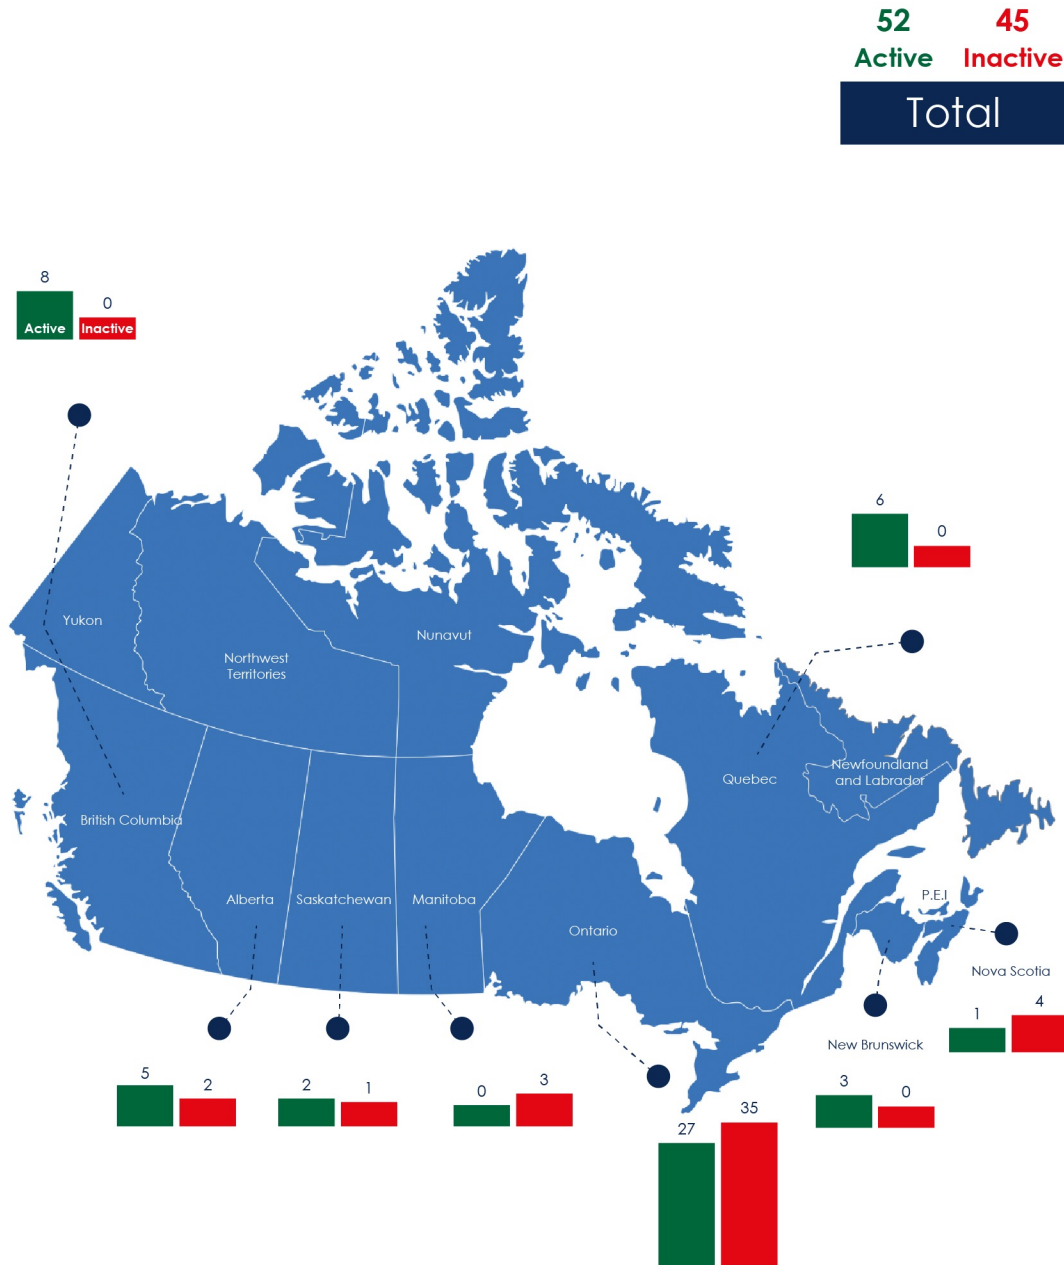 52 45
Active Inactive
Total
8
0
Active Inactive
6
0
Yukon
Nunavut
Northwest
Territories
Quebec
Newfoundland
and Labrador
British Columbia
Alberta
Saskatchewan
Manitoba
P.E.I
Ontario
Nova Scotia
1 4
New Brunswick
5 2
2 1
0 3
3 0
27 35